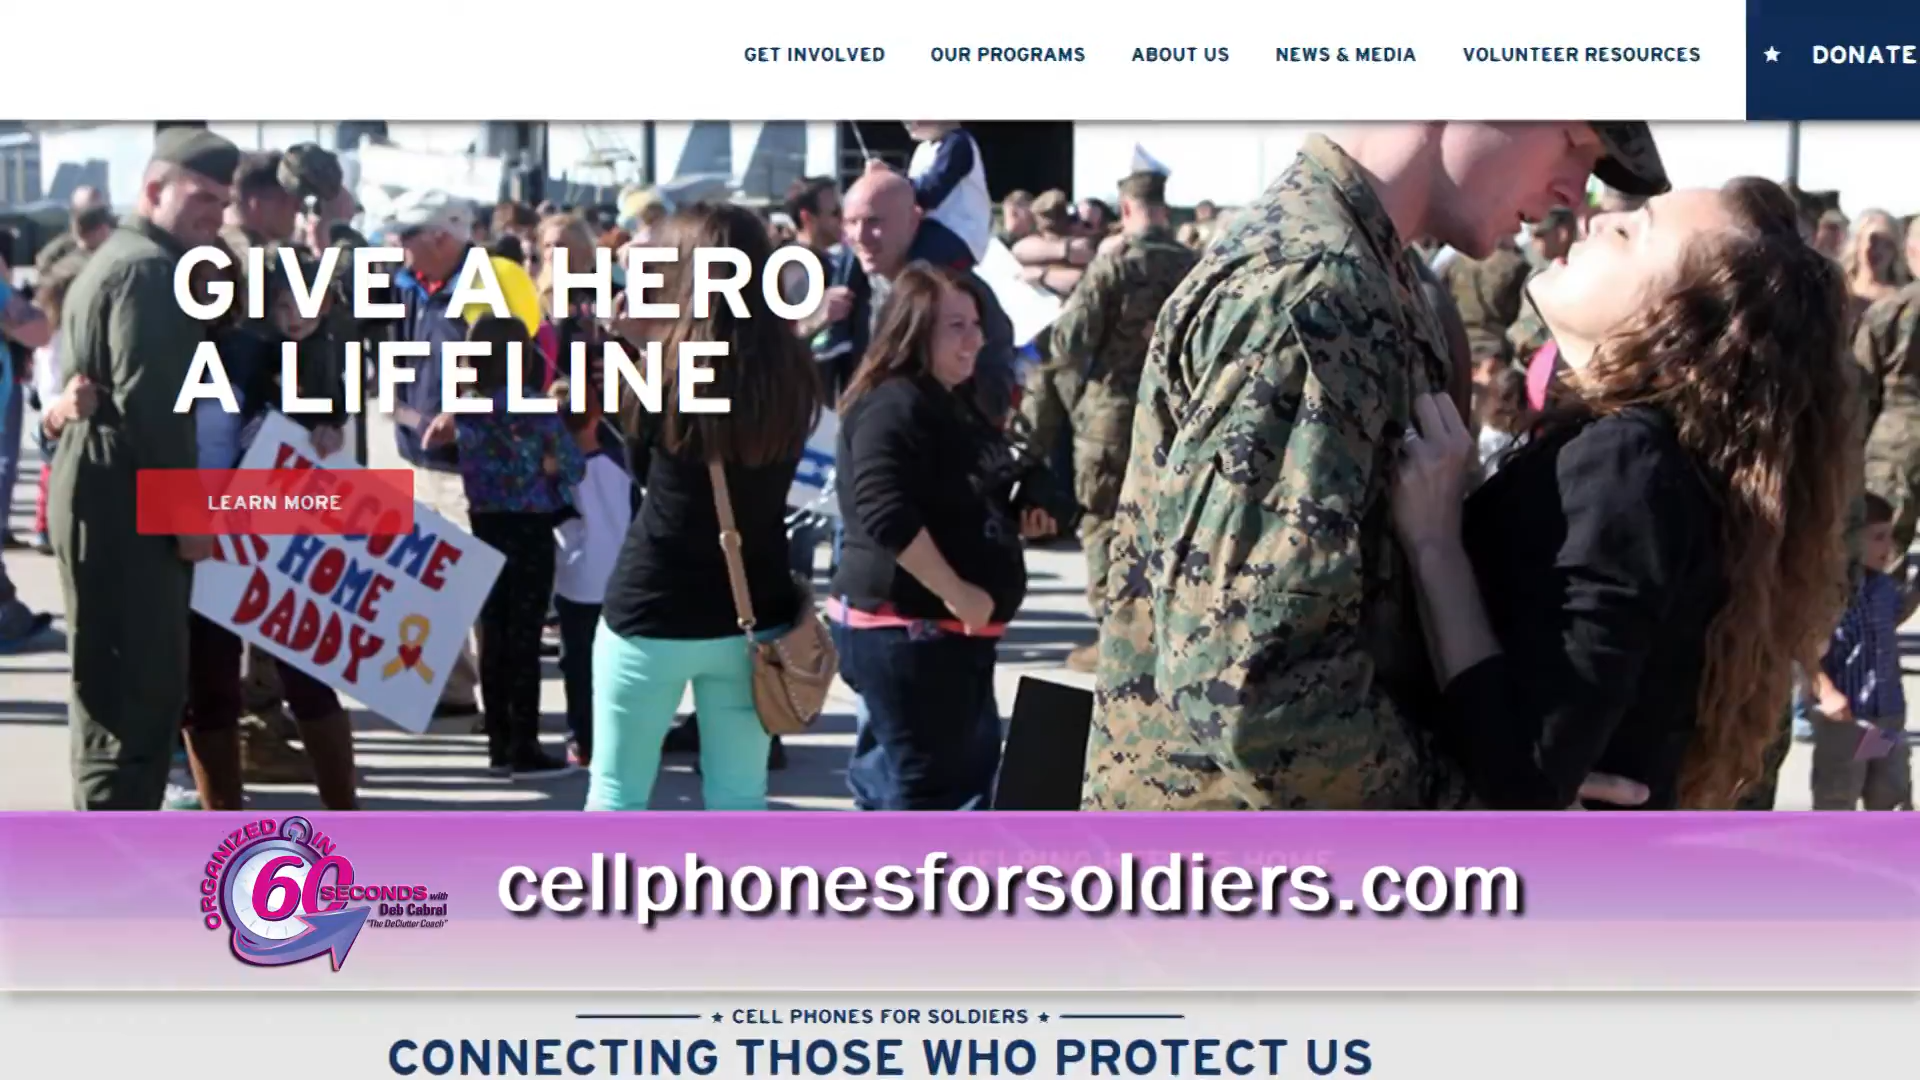 GET INVOLVED OUR PROGRAMS ABOUT US NEWS & MEDIA VOLUNTEER RESOURCES ★ DONATE
GIVE A HERO
A LIFELINE
LEARN MORE
WELCOME
HOME
DADDY
ORGANIZED IN
60 SECONDS with
Deb Cabral
"The DeClutter Coach"
cellphonesforsoldiers.com
★ CELL PHONES FOR SOLDIERS ★
CONNECTING THOSE WHO PROTECT US